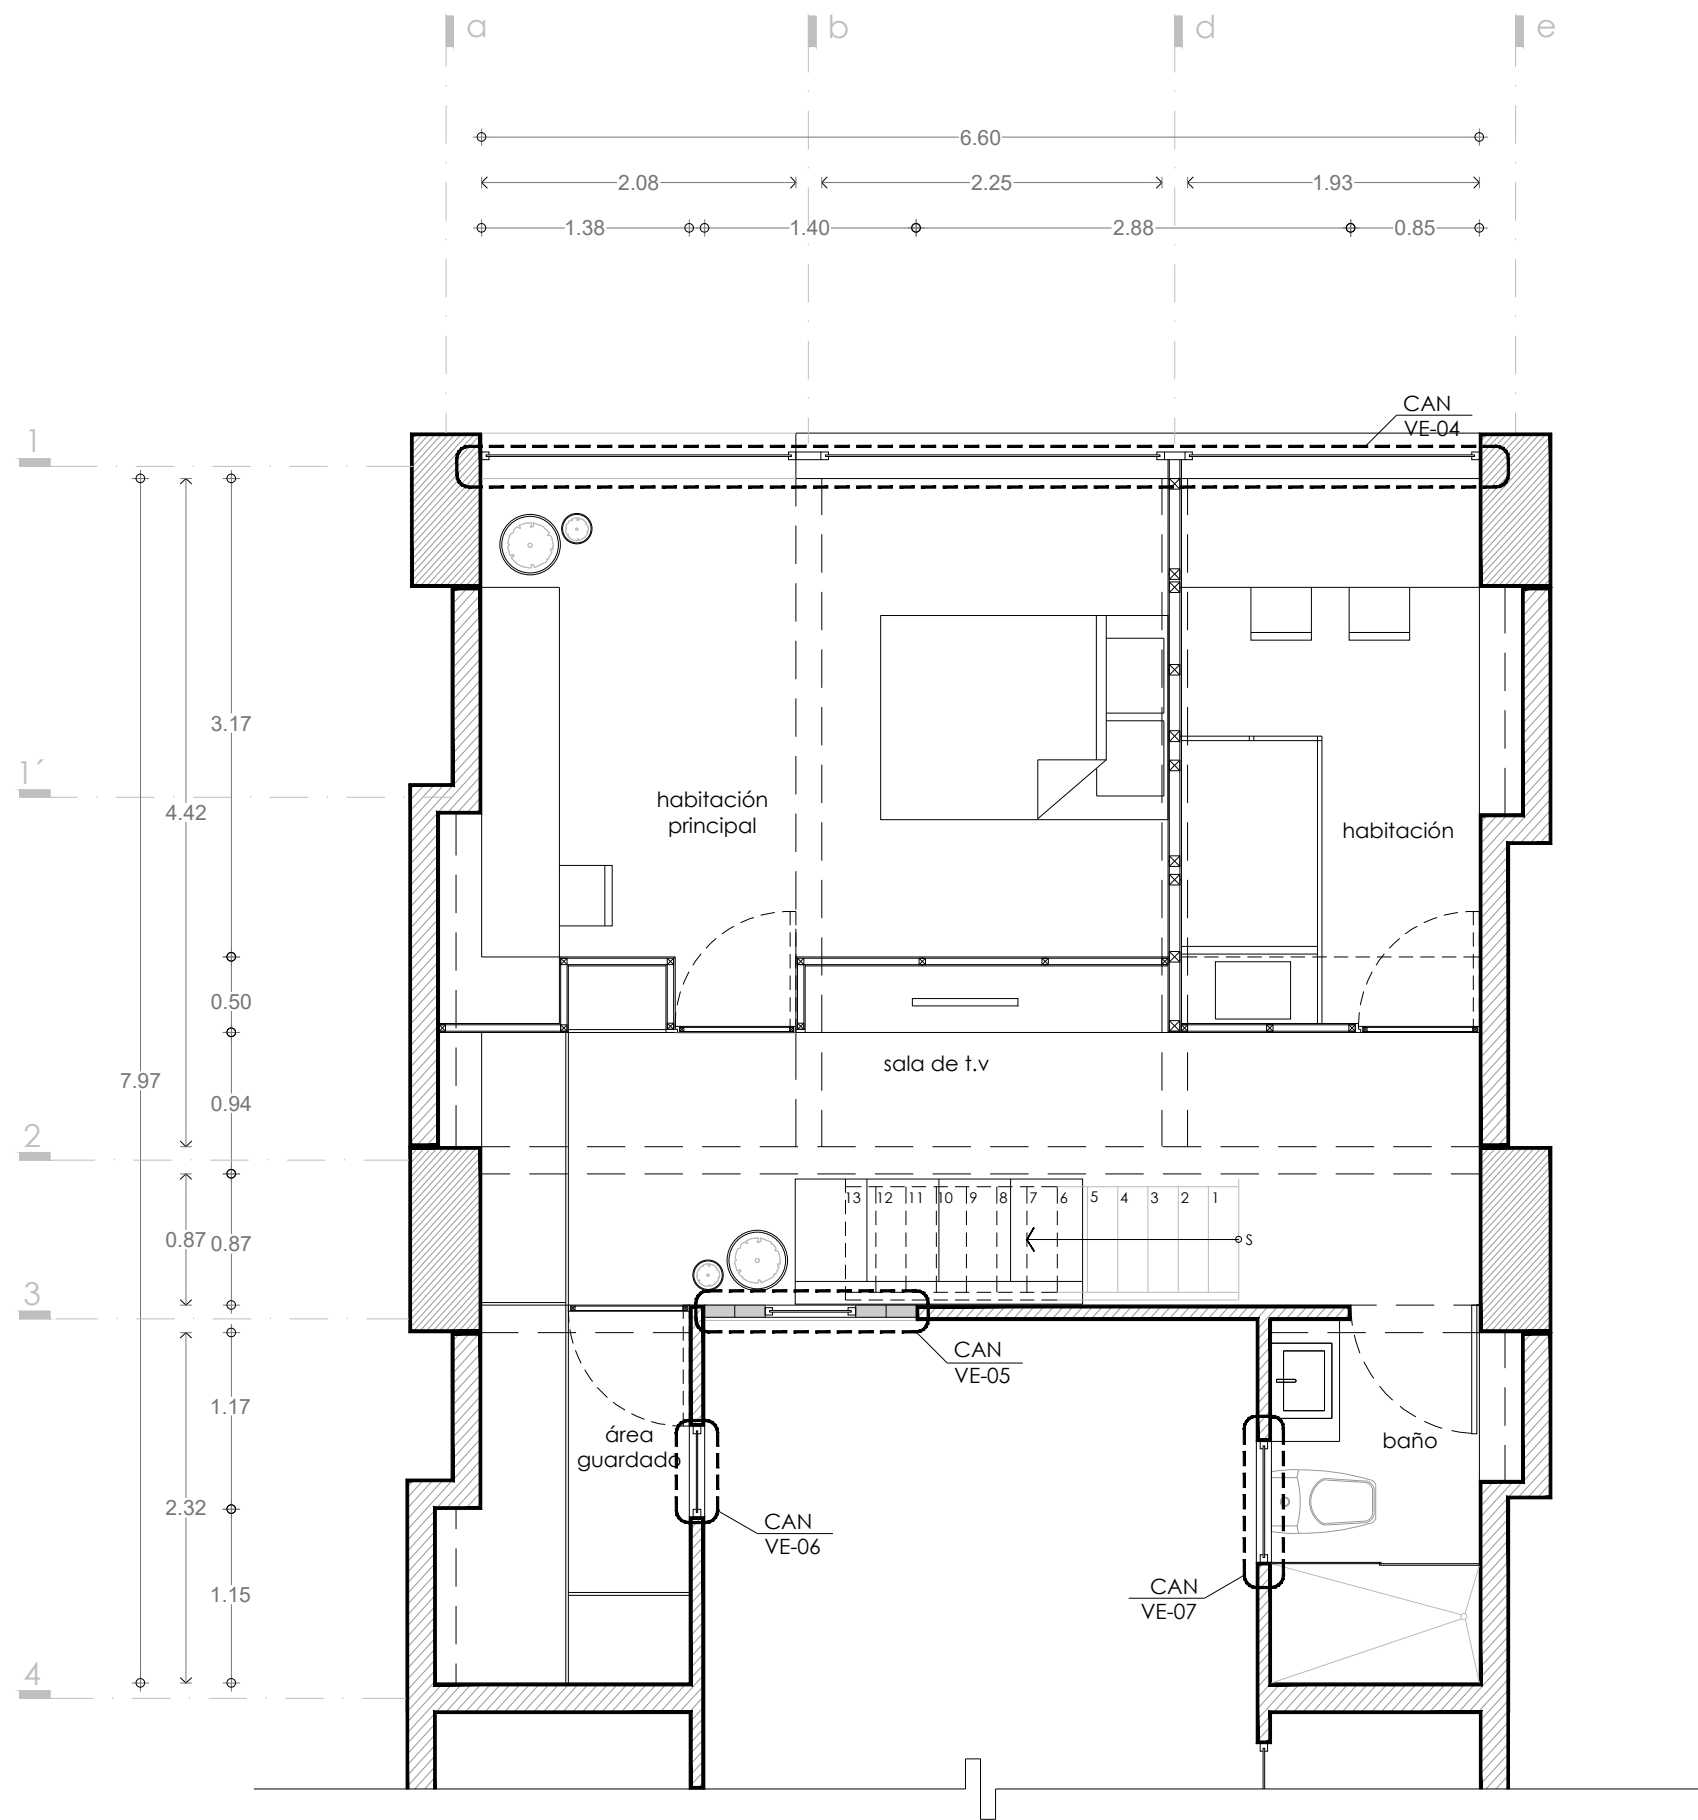 a
b
d
e
6.60
2.08
2.25
1.93
1.38
1.40
2.88
0.85
CAN
VE-04
1
3.17
1´
4.42
habitación
principal
habitación
0.50
sala de t.v
7.97
0.94
2
13 12 11 10 9 8 7 6 5 4 3 2 1
S
0.87
0.87
3
CAN
VE-05
1.17
área
guardado
baño
2.32
CAN
VE-06
CAN
VE-07
1.15
4